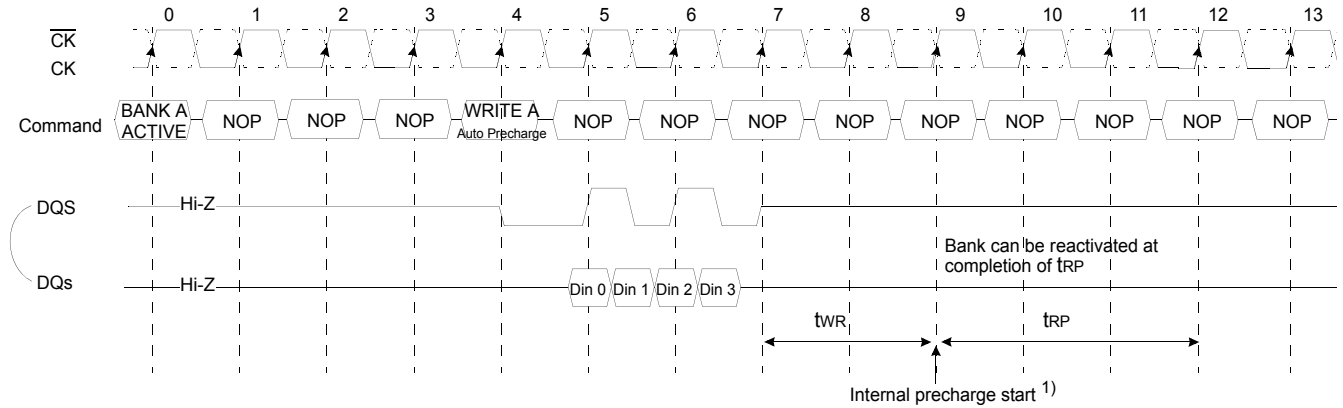 0 1 2 3 4 5 6 7 8 9 10 11 12 13
CK
CK
Command
BANK A
ACTIVE
NOP NOP NOP
WRITE A
Auto Precharge
NOP NOP NOP NOP NOP NOP NOP NOP NOP
DQS
Hi-Z
Bank can be reactivated at
completion of tRP
DQs
Hi-Z
Din 0 Din 1 Din 2 Din 3
tWR
tRP
Internal precharge start 1)